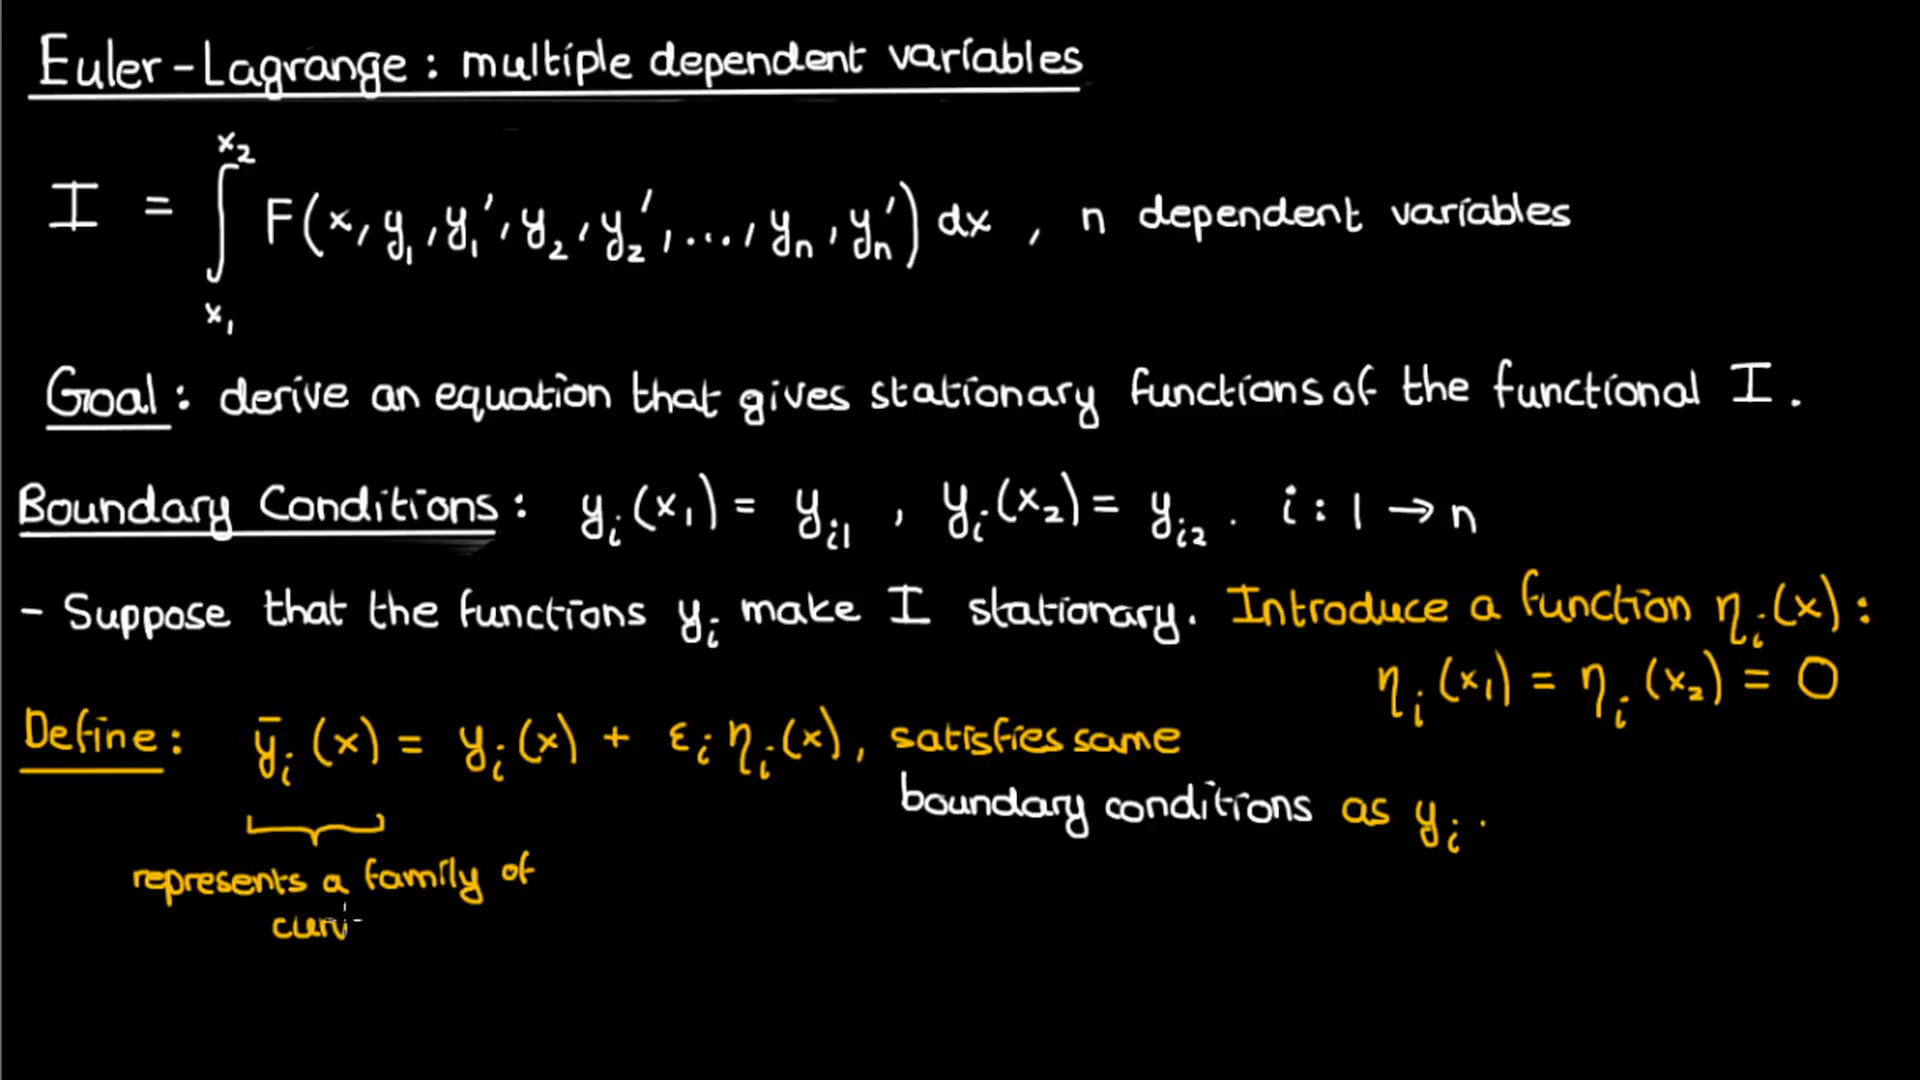 Euler-Lagrange: multiple dependent variables
x₂
I = ∫ F(x, y₁, y₁', y₂, y₂', ..., yₙ, yₙ') dx , n dependent variables
x₁
Goal: derive an equation that gives stationary functions of the functional I.
Boundary Conditions: yᵢ(x₁) = yᵢ₁ , yᵢ(x₂) = yᵢ₂ . i : 1 → n
- Suppose that the functions yᵢ make I stationary. Introduce a function ηᵢ(x):
ηᵢ(x₁) = ηᵢ(x₂) = 0
Define: ȳᵢ(x) = yᵢ(x) + εᵢ ηᵢ(x), satisfies same
boundary conditions as yᵢ.
represents a family of
curv